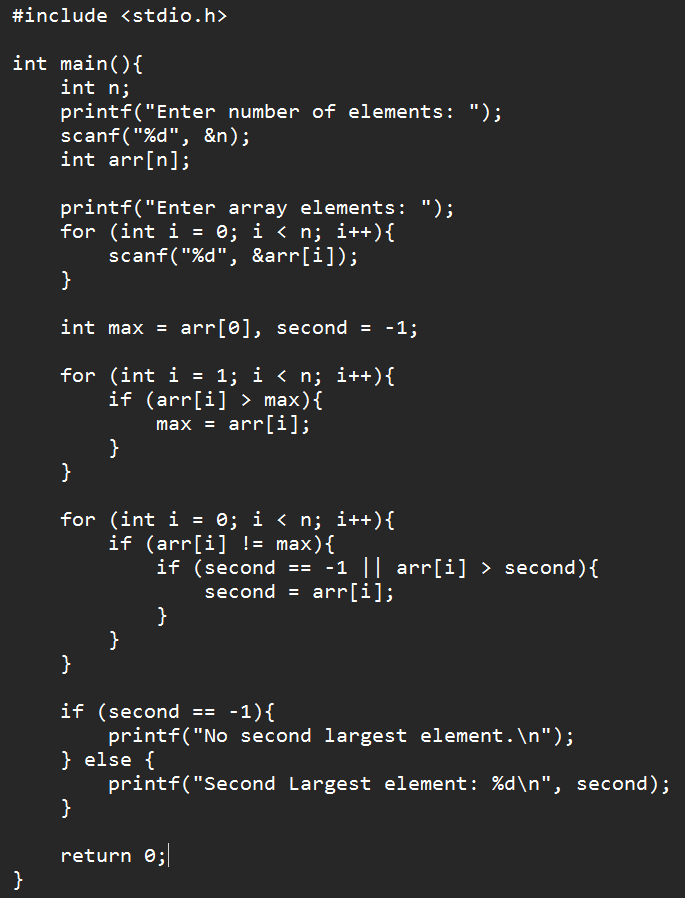 #include <stdio.h>

int main(){
    int n;
    printf("Enter number of elements: ");
    scanf("%d", &n);
    int arr[n];

    printf("Enter array elements: ");
    for (int i = 0; i < n; i++){
        scanf("%d", &arr[i]);
    }

    int max = arr[0], second = -1;

    for (int i = 1; i < n; i++){
        if (arr[i] > max){
            max = arr[i];
        }
    }

    for (int i = 0; i < n; i++){
        if (arr[i] != max){
            if (second == -1 || arr[i] > second){
                second = arr[i];
            }
        }
    }

    if (second == -1){
        printf("No second largest element.\n");
    } else {
        printf("Second Largest element: %d\n", second);
    }

    return 0;
}